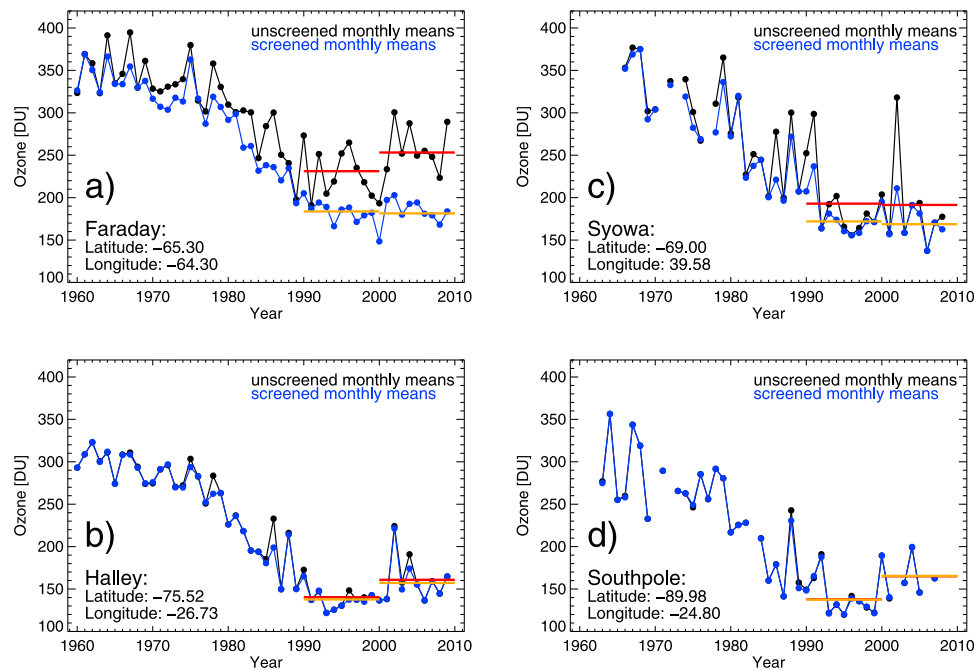 unscreened monthly means
screened monthly means
400
350
300
250
200
150
100
Ozone [DU]
a)
Faraday:
Latitude: −65.30
Longitude: −64.30
1960 1970 1980 1990 2000 2010
Year
unscreened monthly means
screened monthly means
400
350
300
250
200
150
100
Ozone [DU]
c)
Syowa:
Latitude: −69.00
Longitude: 39.58
1960 1970 1980 1990 2000 2010
Year
unscreened monthly means
screened monthly means
400
350
300
250
200
150
100
Ozone [DU]
b)
Halley:
Latitude: −75.52
Longitude: −26.73
1960 1970 1980 1990 2000 2010
Year
unscreened monthly means
screened monthly means
400
350
300
250
200
150
100
Ozone [DU]
d)
Southpole:
Latitude: −89.98
Longitude: −24.80
1960 1970 1980 1990 2000 2010
Year